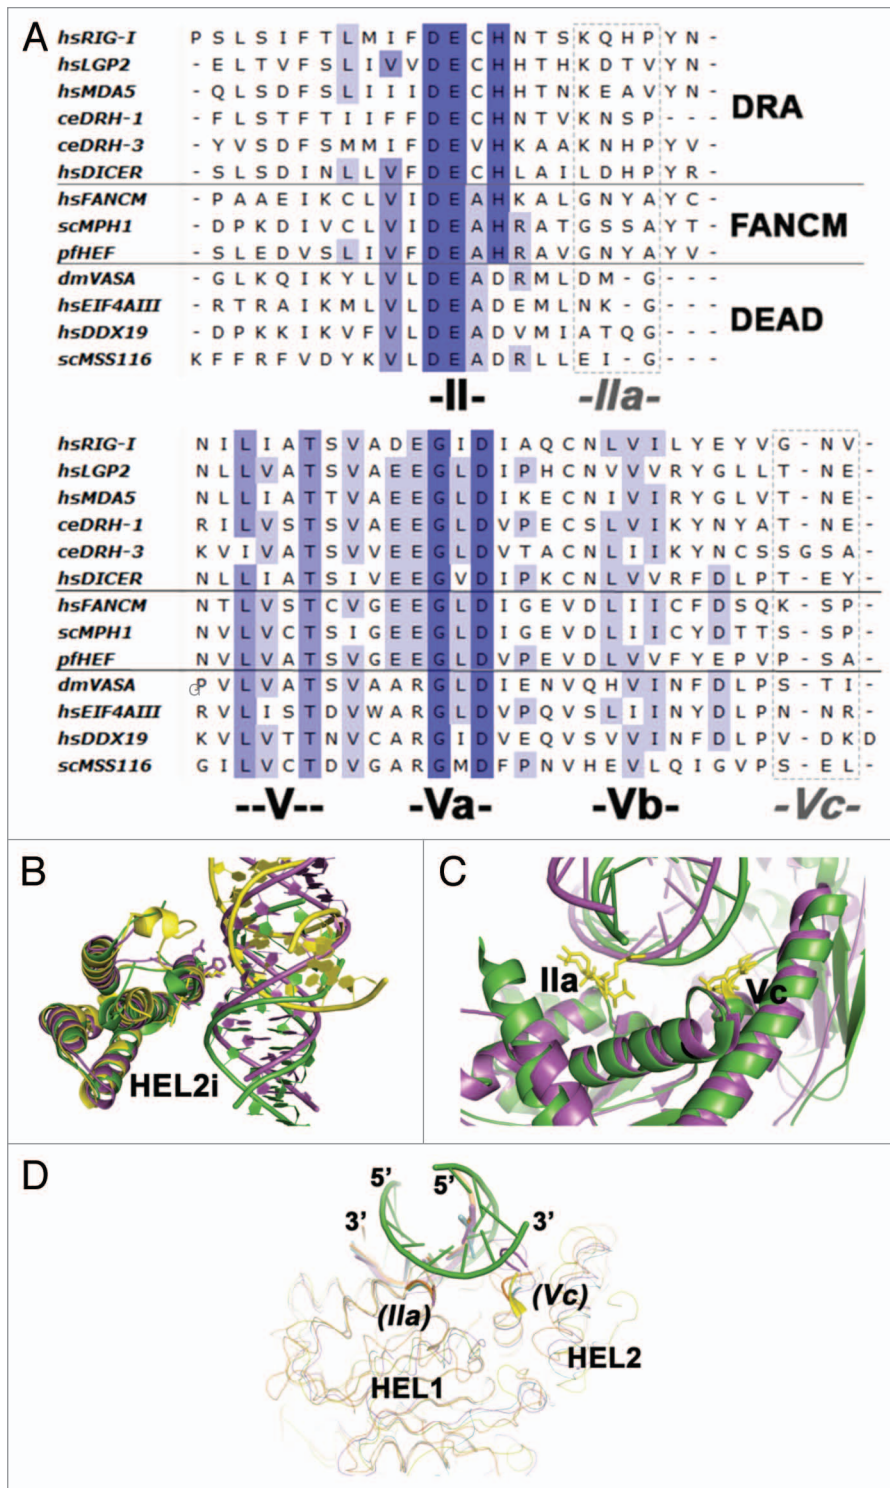 A
hsRIG-I P S L S I F T L M I F D E C H N T S K Q H P Y N -
hsLGP2 - E L T V F S L I V V D E C H H T H K D T V Y N -
hsMDA5 - Q L S D F S L I I I D E C H H T N K E A V Y N -
ceDRH-1 - F L S T F T I I F F D E C H N T V K N S P - - -
ceDRH-3 - Y V S D F S M M I F D E V H K A A K N H P Y V -
hsDICER - S L S D I N L L V F D E C H L A I L D H P Y R -
DRA
hsFANCM - P A A E I K C L V I D E A H K A L G N Y A Y C -
scMPH1 - D P K D I V C L V I D E A H R A T G S S A Y T -
pfHEF - S L E D V S L I V F D E A H R A V G N Y A Y V -
FANCM
dmVASA - G L K Q I K Y L V L D E A D R M L D M - G - - -
hsEIF4AIII - R T R A I K M L V L D E A D E M L N K - G - - -
hsDDX19 - D P K K I K V F V L D E A D V M I A T Q G - - -
scMSS116 K F F R F V D Y K V L D E A D R L L E I - G - - -
DEAD
-II- -IIa-
hsRIG-I N I L I A T S V A D E G I D I A Q C N L V I L Y E Y V G - N V -
hsLGP2 N L L V A T S V A E E G L D I P H C N V V V R Y G L L T - N E -
hsMDA5 N L L I A T T V A E E G L D I K E C N I V I R Y G L V T - N E -
ceDRH-1 R I L V S T S V A E E G L D V P E C S L V I K Y N Y A T - N E -
ceDRH-3 K V I V A T S V V E E G L D V T A C N L I I K Y N C S S G S A -
hsDICER N L L I A T S I V E E G V D I P K C N L V V R F D L P T - E Y -
hsFANCM N T L V S T C V G E E G L D I G E V D L I I C F D S Q K - S P -
scMPH1 N V L V C T S I G E E G L D I G E V D L I I C Y D T T S - S P -
pfHEF N V L V A T S V G E E G L D V P E V D L V V F Y E P V P - S A -
dmVASA G P V L V A T S V A A R G L D I E N V Q H V I N F D L P S - T I -
hsEIF4AIII R V L I S T D V W A R G L D V P Q V S L I I N Y D L P N - N R -
hsDDX19 K V L V T T N V C A R G I D V E Q V S V V I N F D L P V - D K D
scMSS116 G I L V C T D V G A R G M D F P N V H E V L Q I G V P S - E L -
--V-- -Va- -Vb- -Vc-
B
HEL2i
C
IIa Vc
D
5' 5'
3' 3'
(IIa) (Vc)
HEL1 HEL2